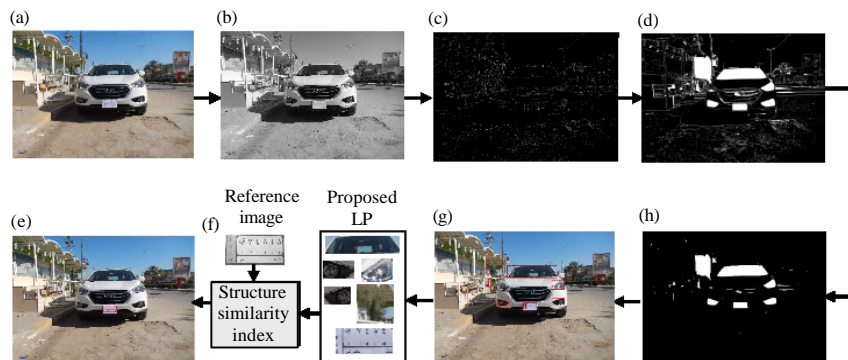 (a)
(b)
(c)
(d)
(e)
Reference
image
(f)
Structure
similarity
index
Proposed
LP
(g)
(h)